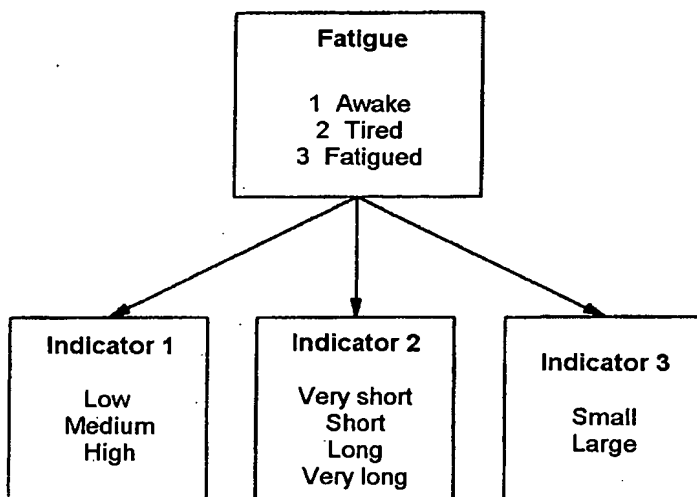 Fatigue
1 Awake
2 Tired
3 Fatigued
Indicator 1
Low
Medium
High
Indicator 2
Very short
Short
Long
Very long
Indicator 3
Small
Large